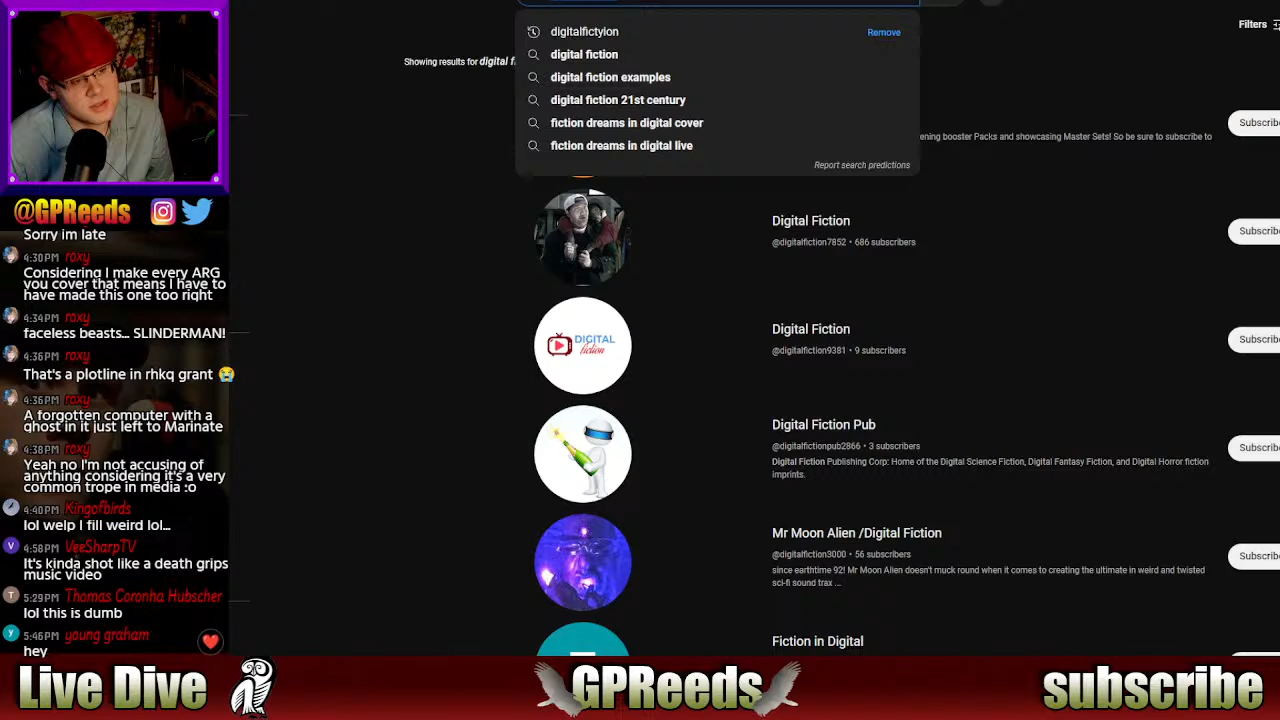 digitalfictyion
Remove
digital fiction
digital fiction examples
digital fiction 21st century
fiction dreams in digital cover
fiction dreams in digital live
Report search predictions
Filters
Showing results for digital
ening booster Packs and showcasing Master Sets! So be sure to subscribe to
Subscribe
Digital Fiction
@digitalfiction7852 • 686 subscribers
Subscribe
Digital Fiction
@digitalfiction9381 • 9 subscribers
Subscribe
DIGITAL
fiction
Digital Fiction Pub
@digitalfictionpub2866 • 3 subscribers
Digital Fiction Publishing Corp: Home of the Digital Science Fiction, Digital Fantasy Fiction, and Digital Horror fiction
imprints.
Subscribe
Mr Moon Alien /Digital Fiction
@digitalfiction3000 • 56 subscribers
since earthtime 92! Mr Moon Alien doesn't muck round when it comes to creating the ultimate in weird and twisted
sci-fi sound trax ...
Subscribe
Fiction in Digital
@GPReeds
Sorry im late
4:30PM roxy
Considering I make every ARG
you cover that means I have to
have made this one too right
4:34PM roxy
faceless beasts... SLINDERMAN!
4:36PM roxy
That's a plotline in rhkq grant 😭
4:36PM roxy
A forgotten computer with a
ghost in it just left to Marinate
4:38PM roxy
Yeah no I'm not accusing of
anything considering it's a very
common trope in media :o
4:40PM Kiingofbirds
lol welp I fill weird lol...
V
4:58PM VeeSharpTV
It's kinda shot like a death grips
music video
T
5:29PM Thomas Coronha Hubscher
lol this is dumb
y
5:46PM young graham
hey
Live Dive
GPReeds
subscribe